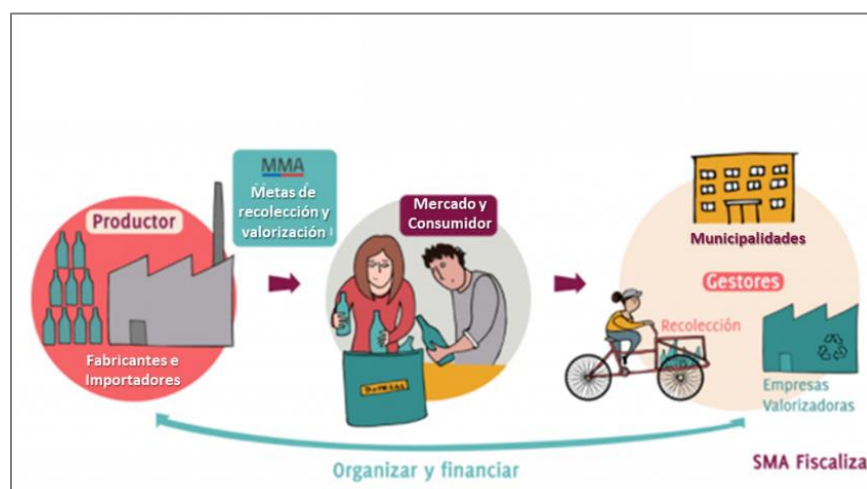 Productor
Fabricantes e
Importadores
MMA
Metas de
recolección y
valorización
Mercado y
Consumidor
BOTELLAS
Municipalidades
Gestores
Recolección
Empresas
Valorizadoras
Organizar y financiar
SMA Fiscaliza